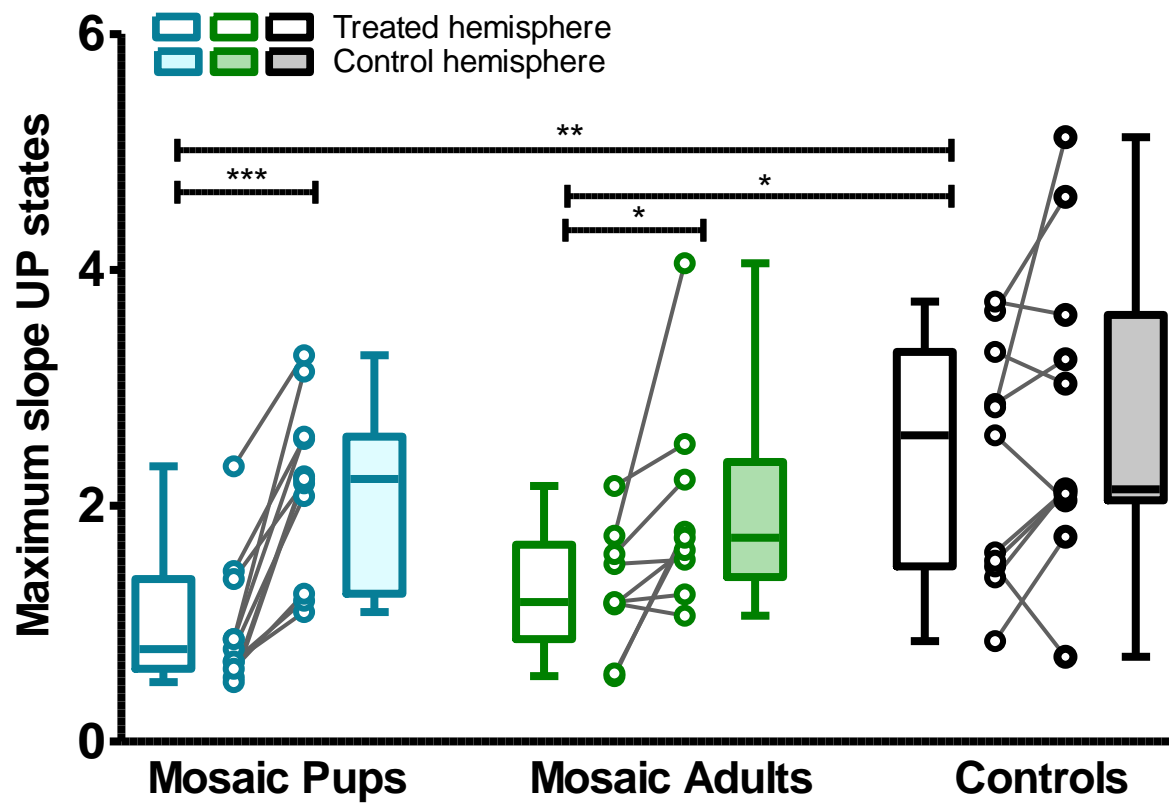 Treated hemisphere
Control hemisphere
Maximum slope UP states
6
4
2
0
**
***
*
*
Mosaic Pups
Mosaic Adults
Controls